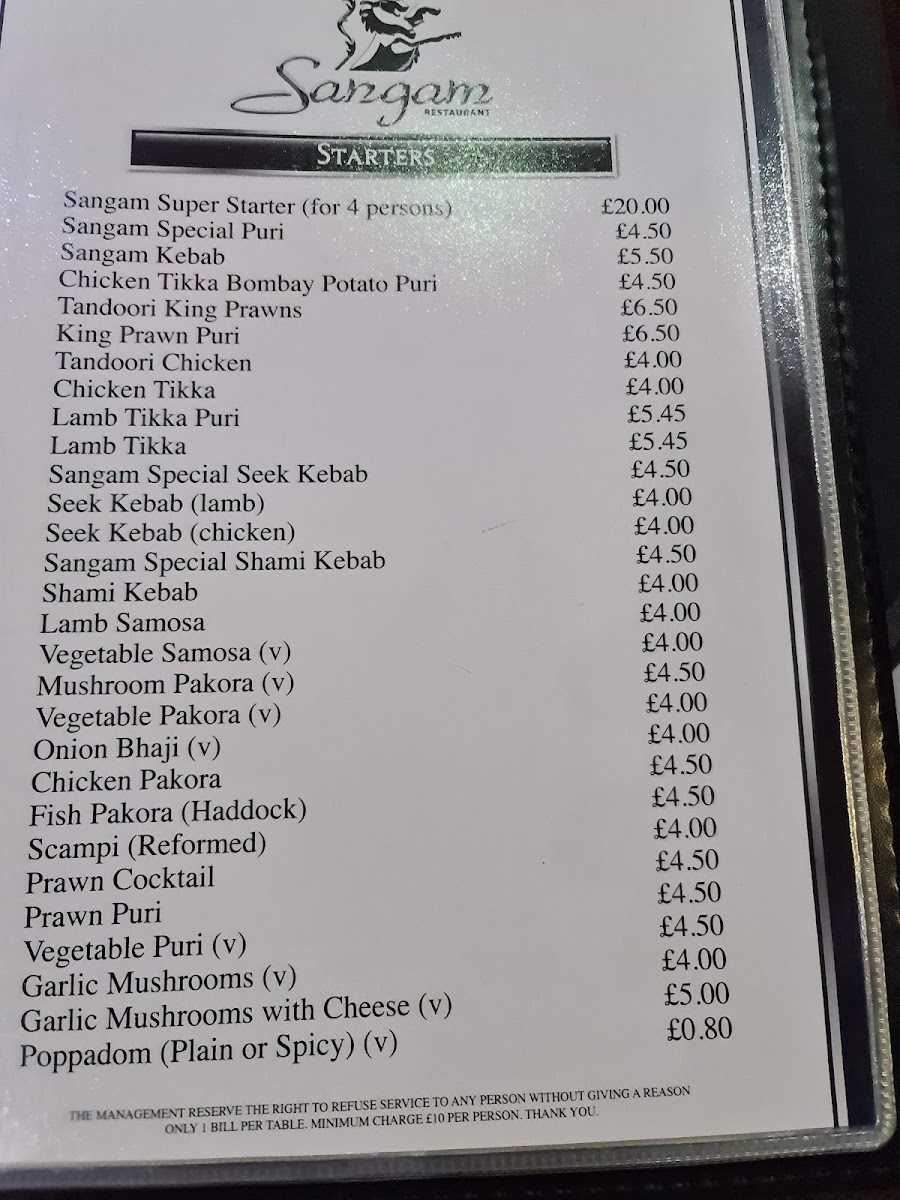 Sangam
RESTAURANT
STARTERS
Sangam Super Starter (for 4 persons) £20.00
Sangam Special Puri £4.50
Sangam Kebab £5.50
Chicken Tikka Bombay Potato Puri £4.50
Tandoori King Prawns £6.50
King Prawn Puri £6.50
Tandoori Chicken £4.00
Chicken Tikka £4.00
Lamb Tikka Puri £5.45
Lamb Tikka £5.45
Sangam Special Seek Kebab £4.50
Seek Kebab (lamb) £4.00
Seek Kebab (chicken) £4.00
Sangam Special Shami Kebab £4.50
Shami Kebab £4.00
Lamb Samosa £4.00
Vegetable Samosa (v) £4.00
Mushroom Pakora (v) £4.50
Vegetable Pakora (v) £4.00
Onion Bhaji (v) £4.00
Chicken Pakora £4.50
Fish Pakora (Haddock) £4.50
Scampi (Reformed) £4.00
Prawn Cocktail £4.50
Prawn Puri £4.50
Vegetable Puri (v) £4.50
Garlic Mushrooms (v) £4.00
Garlic Mushrooms with Cheese (v) £5.00
Poppadom (Plain or Spicy) (v) £0.80
THE MANAGEMENT RESERVE THE RIGHT TO REFUSE SERVICE TO ANY PERSON WITHOUT GIVING A REASON
ONLY 1 BILL PER TABLE. MINIMUM CHARGE £10 PER PERSON. THANK YOU.